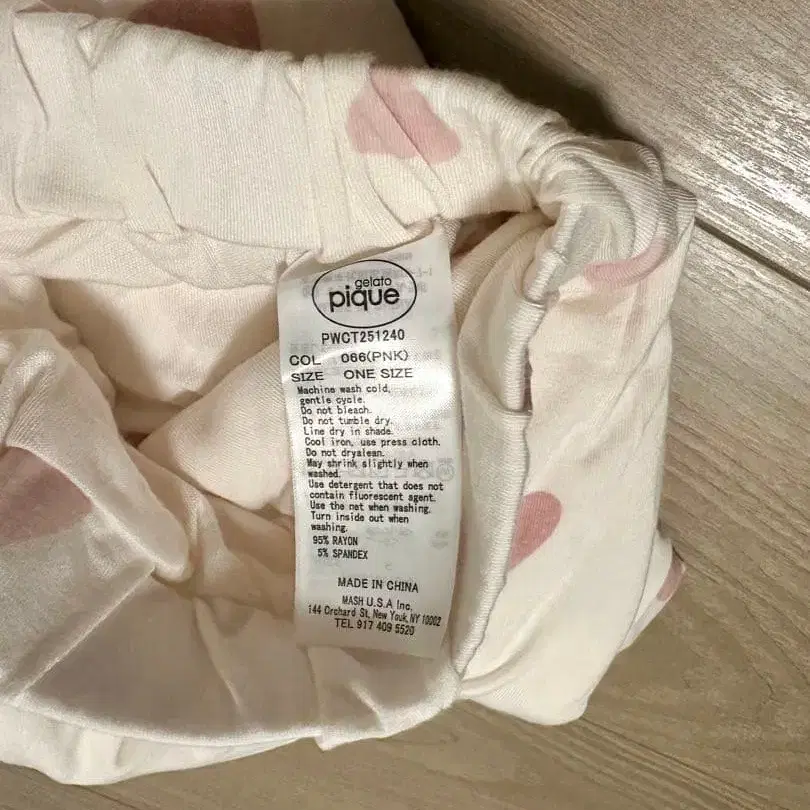 gelato
pique
PWCT251240
COL 066(PNK)
SIZE ONE SIZE
Machine wash cold,
gentle cycle.
Do not bleach.
Do not tumble dry.
Line dry in shade.
Cool iron, use press cloth.
Do not dryalean.
May shrink slightly when
washed.
Use detergent that does not
contain fluorescent agent.
Use the net when washing.
Turn inside out when
washing.
95% RAYON
5% SPANDEX
MADE IN CHINA
MASH U.S.A Inc.
144 Orchard St, New Youk, NY 10002
TEL 917 409 5520